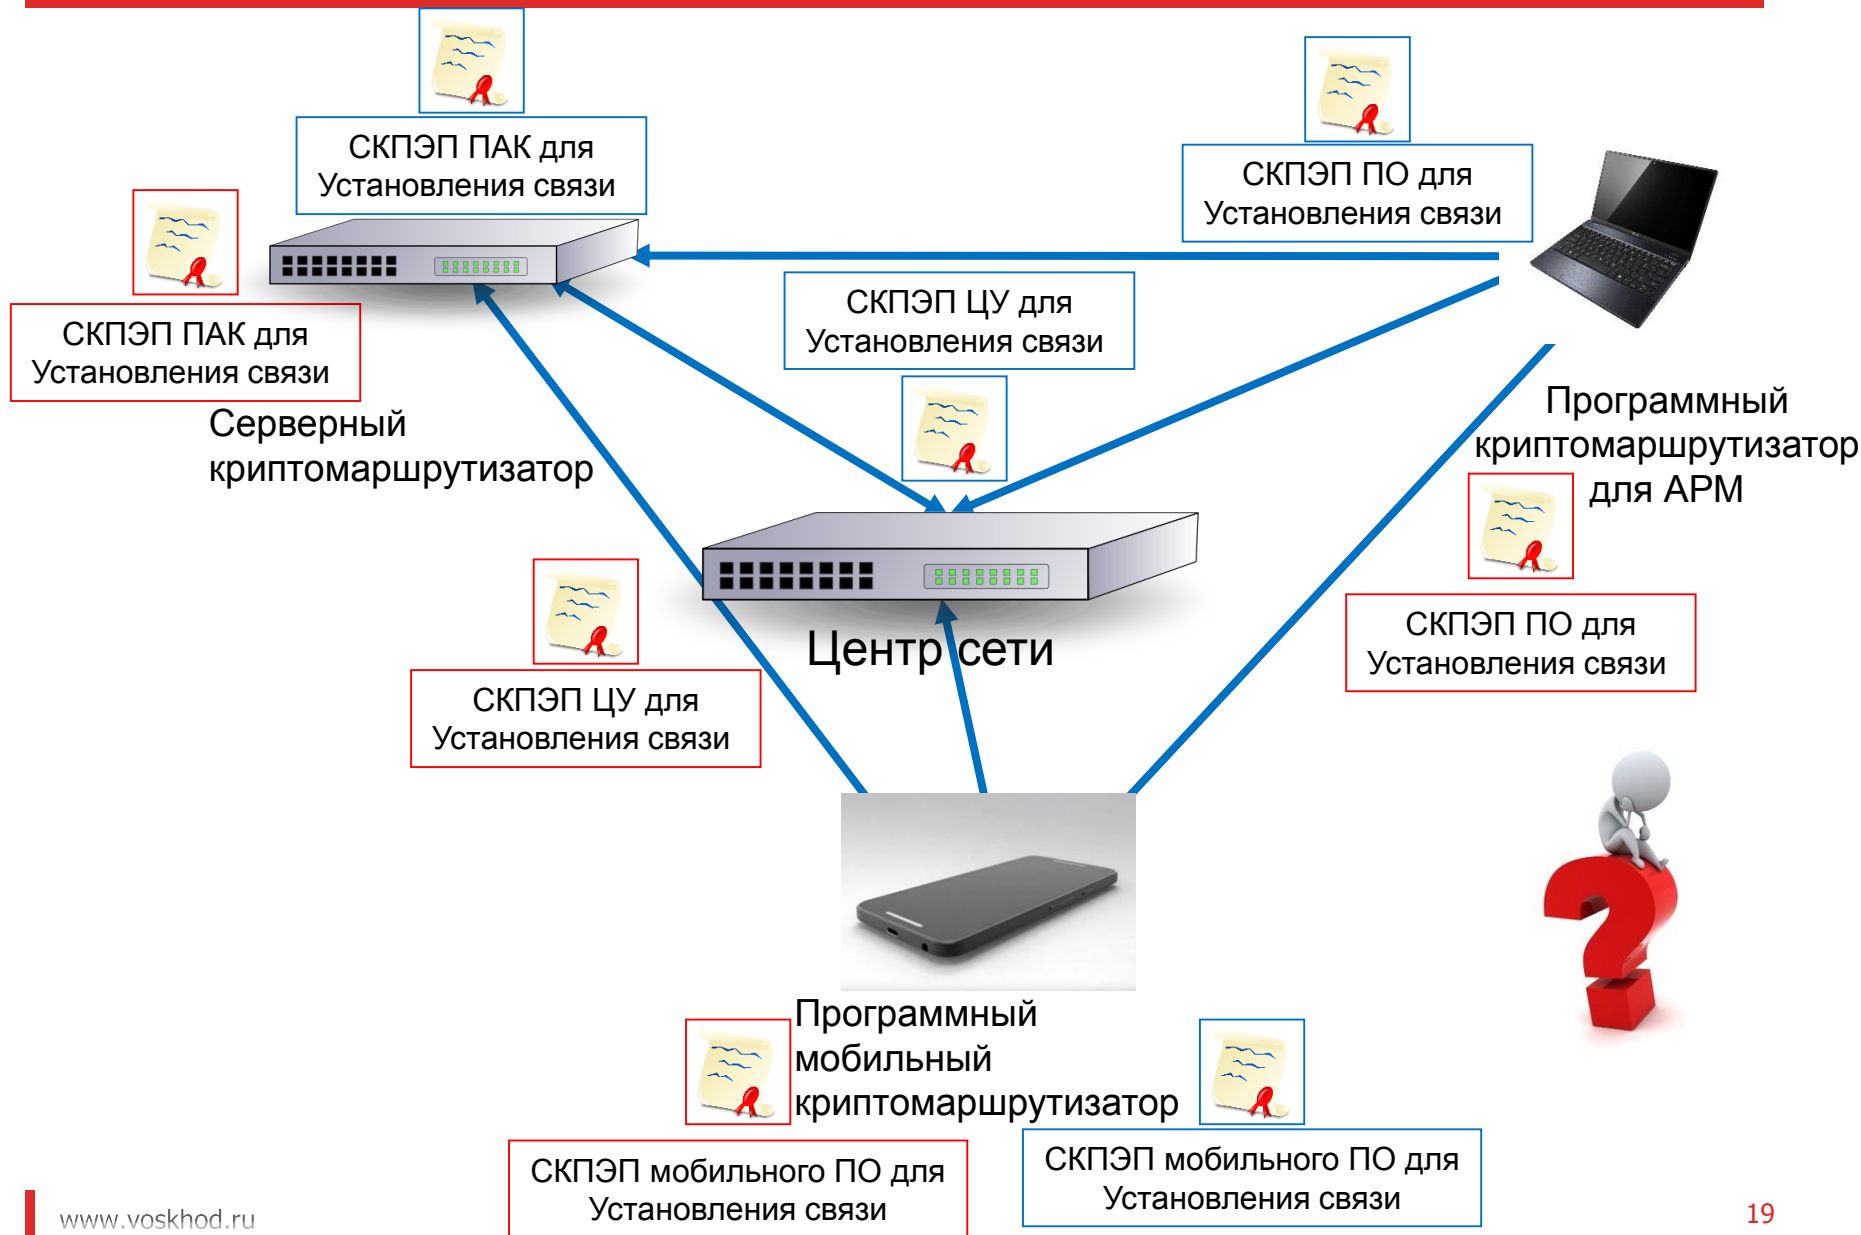 СКПЭП ПАК для
Установления связи
СКПЭП ПО для
Установления связи
СКПЭП ПАК для
Установления связи
СКПЭП ЦУ для
Установления связи
Серверный
криптомаршрутизатор
Программный
криптомаршрутизатор
для АРМ
Центр сети
СКПЭП ПО для
Установления связи
СКПЭП ЦУ для
Установления связи
Программный
мобильный
криптомаршрутизатор
СКПЭП мобильного ПО для
Установления связи
СКПЭП мобильного ПО для
Установления связи
www.voskhod.ru
19